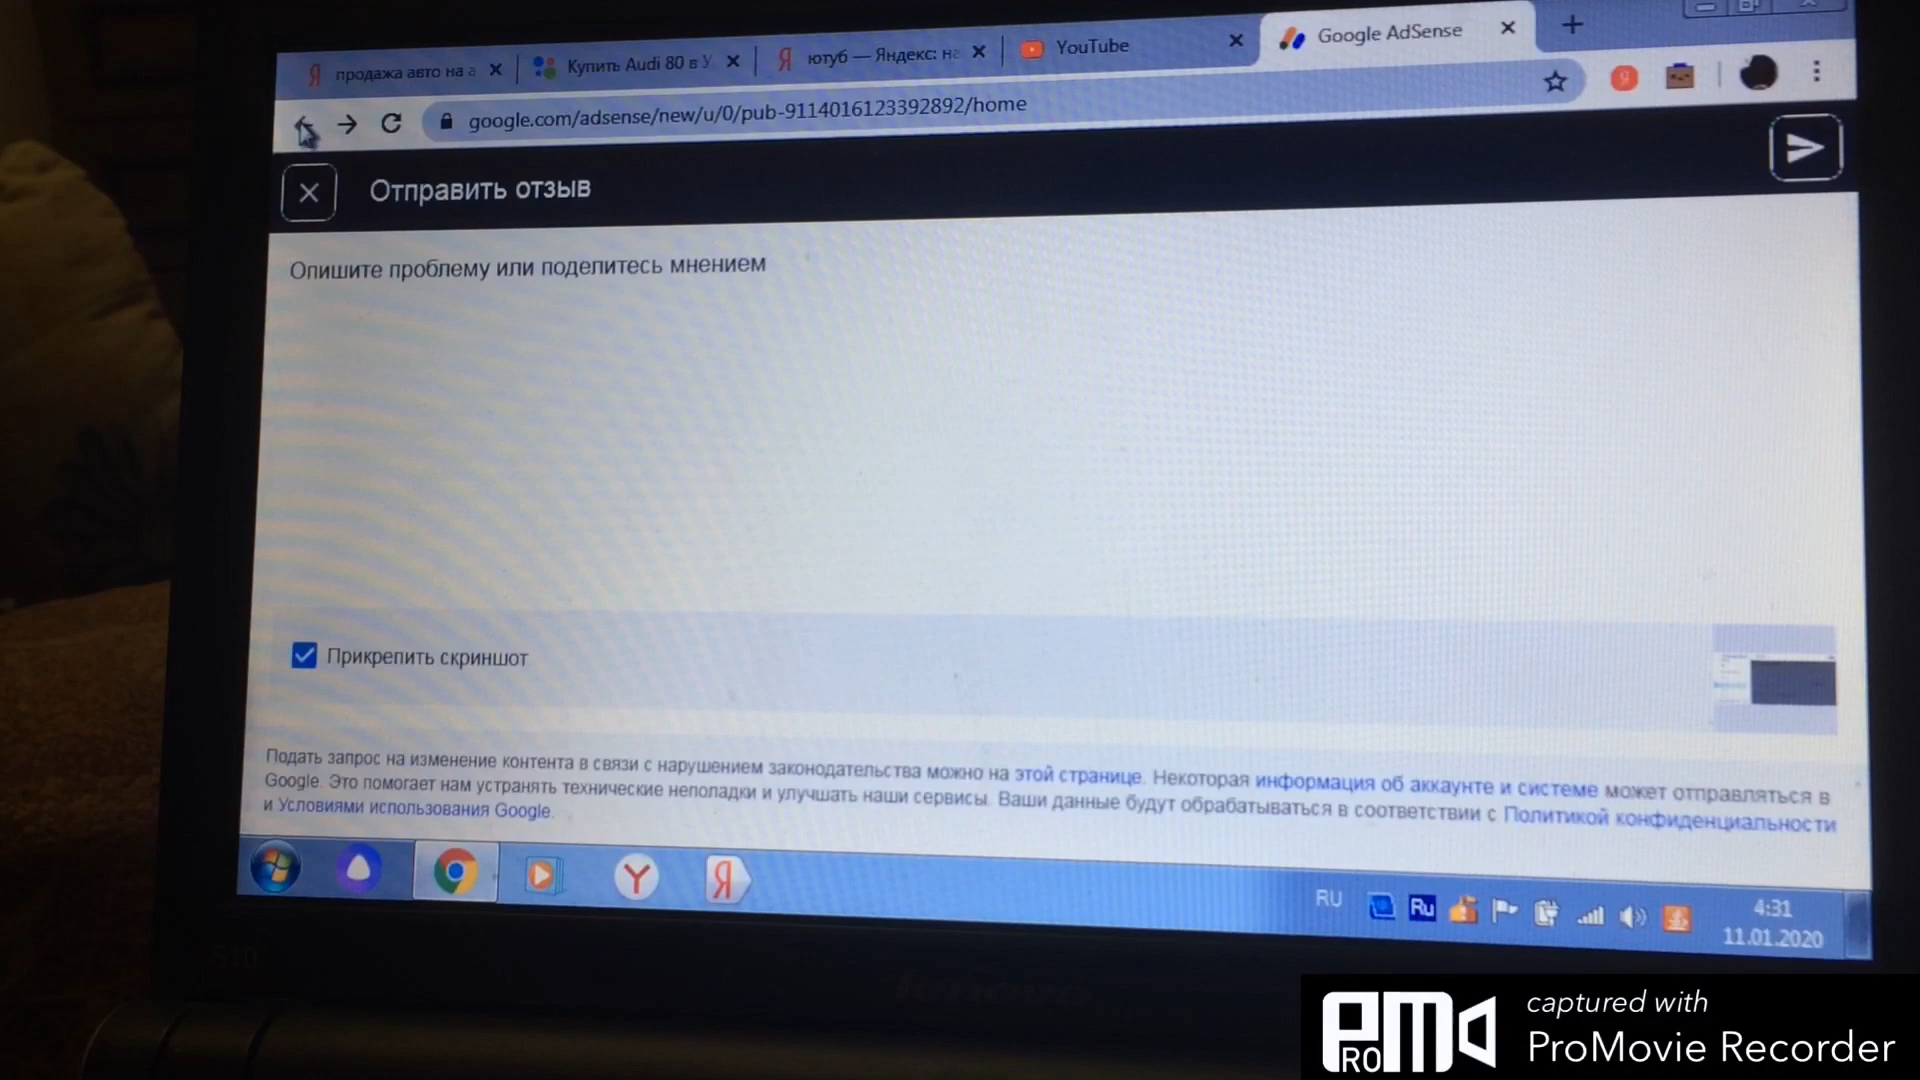 продажа авто на а
Купить Audi 80 в У
ютуб — Яндекс: на
YouTube
Google AdSense
google.com/adsense/new/u/0/pub-9114016123392892/home
Отправить отзыв
Опишите проблему или поделитесь мнением
Прикрепить скриншот
Подать запрос на изменение контента в связи с нарушением законодательства можно на этой странице. Некоторая информация об аккаунте и системе может отправляться в
Google. Это помогает нам устранять технические неполадки и улучшать наши сервисы. Ваши данные будут обрабатываться в соответствии с Политикой конфиденциальности
и Условиями использования Google.
RU
Ru
4:31
11.01.2020
S10
lenovo
PRO
captured with
ProMovie Recorder